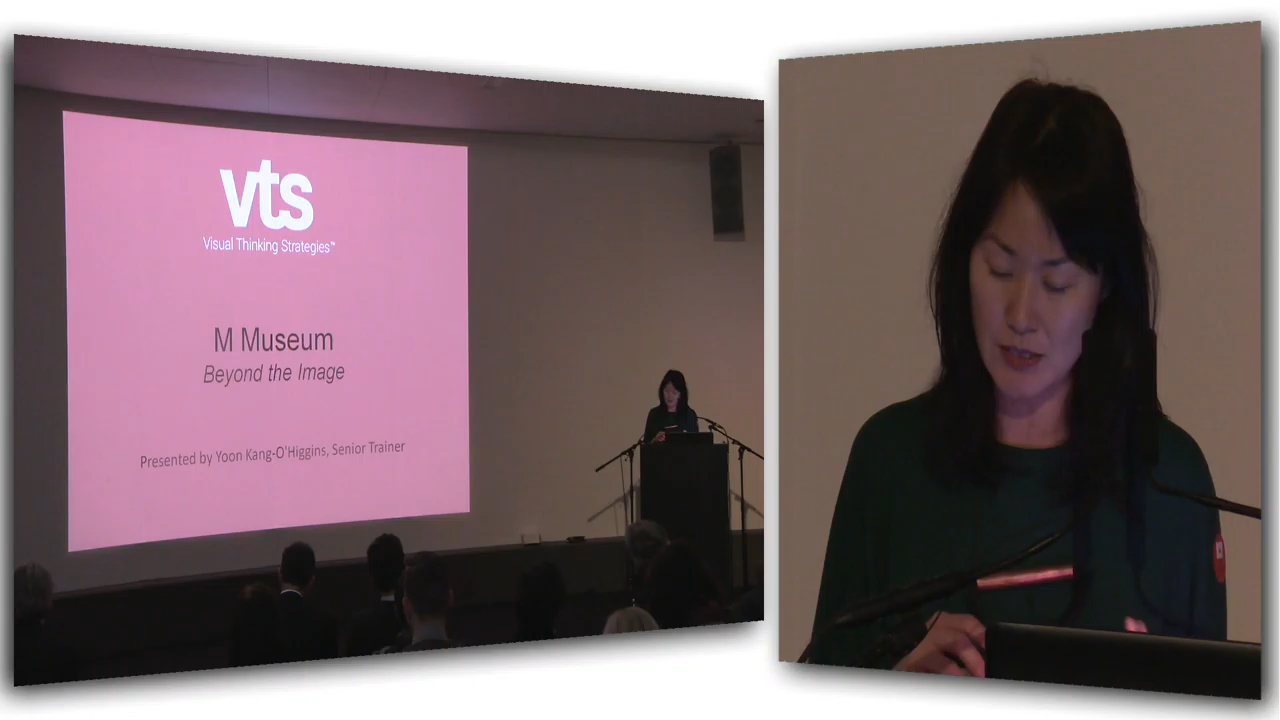 vts
Visual Thinking Strategies™
M Museum
Beyond the Image
Presented by Yoon Kang-O'Higgins, Senior Trainer